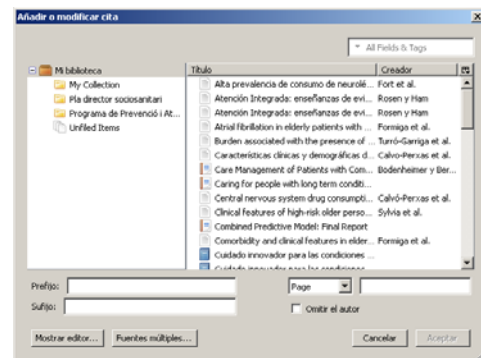 Añadir o modificar cita
All Fields & Tags
Mi biblioteca
My Collection
Pla director sociosanitari
Programa de Prevenció i At...
Unfiled Items
Título Creador
Alta prevalencia de consumo de neurolé... Fort et al.
Atención Integrada: enseñanzas de evi... Rosen y Ham
Atención Integrada: enseñanzas de evi... Rosen y Ham
Atrial fibrillation in elderly patients with ... Formiga et al.
Burden associated with the presence of ... Turró-Garriga et al.
Características clínicas y demográficas d... Calvo-Perxas et al.
Care Management of Patients with Com... Bodenheimer y Ber...
Caring for people with long term conditi...
Central nervous system drug consumpti... Calvó-Perxas et al.
Clinical features of high-risk older perso... Sylvia et al.
Combined Predictive Model: Final Report
Comorbidity and clinical features in elder... Formiga et al.
Cuidado innovador para las condiciones ...
Cuidado innovador para las condiciones
Prefijo:
Page
Sufijo:
Omitir el autor
Mostrar editor... Fuentes múltiples... Cancelar Aceptar